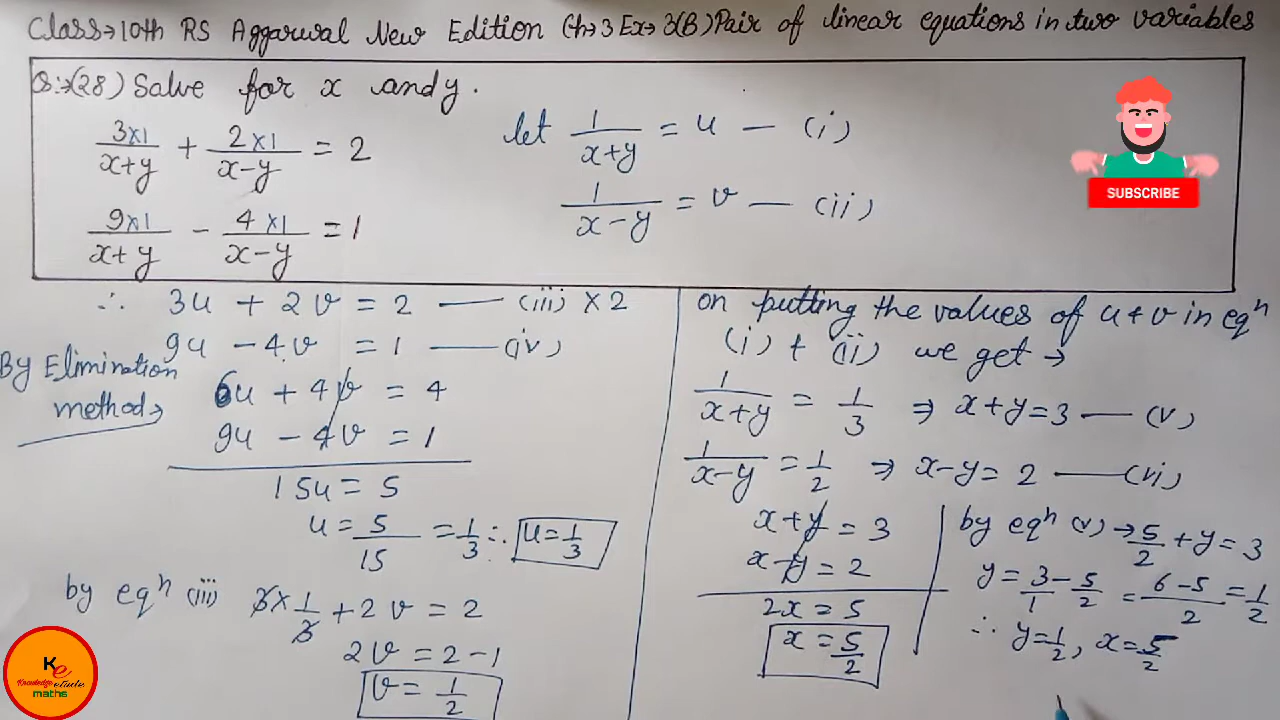 Class→10th RS Aggarwal New Edition Ch→3 Ex→3(B) Pair of linear equations in two variables
Q:→(28) Solve for x and y.
3×1/x+y + 2×1/x-y = 2
9×1/x+y - 4×1/x-y = 1
let 1/x+y = u — (i)
1/x-y = v — (ii)
SUBSCRIBE
∴ 3u + 2v = 2 — (iii) × 2
9u - 4v = 1 — (iv)
By Elimination
method→
6u + 4v = 4
9u - 4v = 1
15u = 5
u = 5/15 = 1/3 ∴ u = 1/3
by eqⁿ (iii) 3×1/3 + 2v = 2
2v = 2-1
v = 1/2
on putting the values of u + v in eqⁿ
(i) + (ii) we get →
1/x+y = 1/3 ⇒ x+y=3 — (v)
1/x-y = 1/2 ⇒ x-y= 2 — (vi)
x+y = 3
x-y = 2
2x = 5
x = 5/2
by eqⁿ (v) → 5/2 + y = 3
y = 3/1 - 5/2 = 6-5/2 = 1/2
∴ y=1/2, x=5/2
Ke
Knowledge
etude
maths